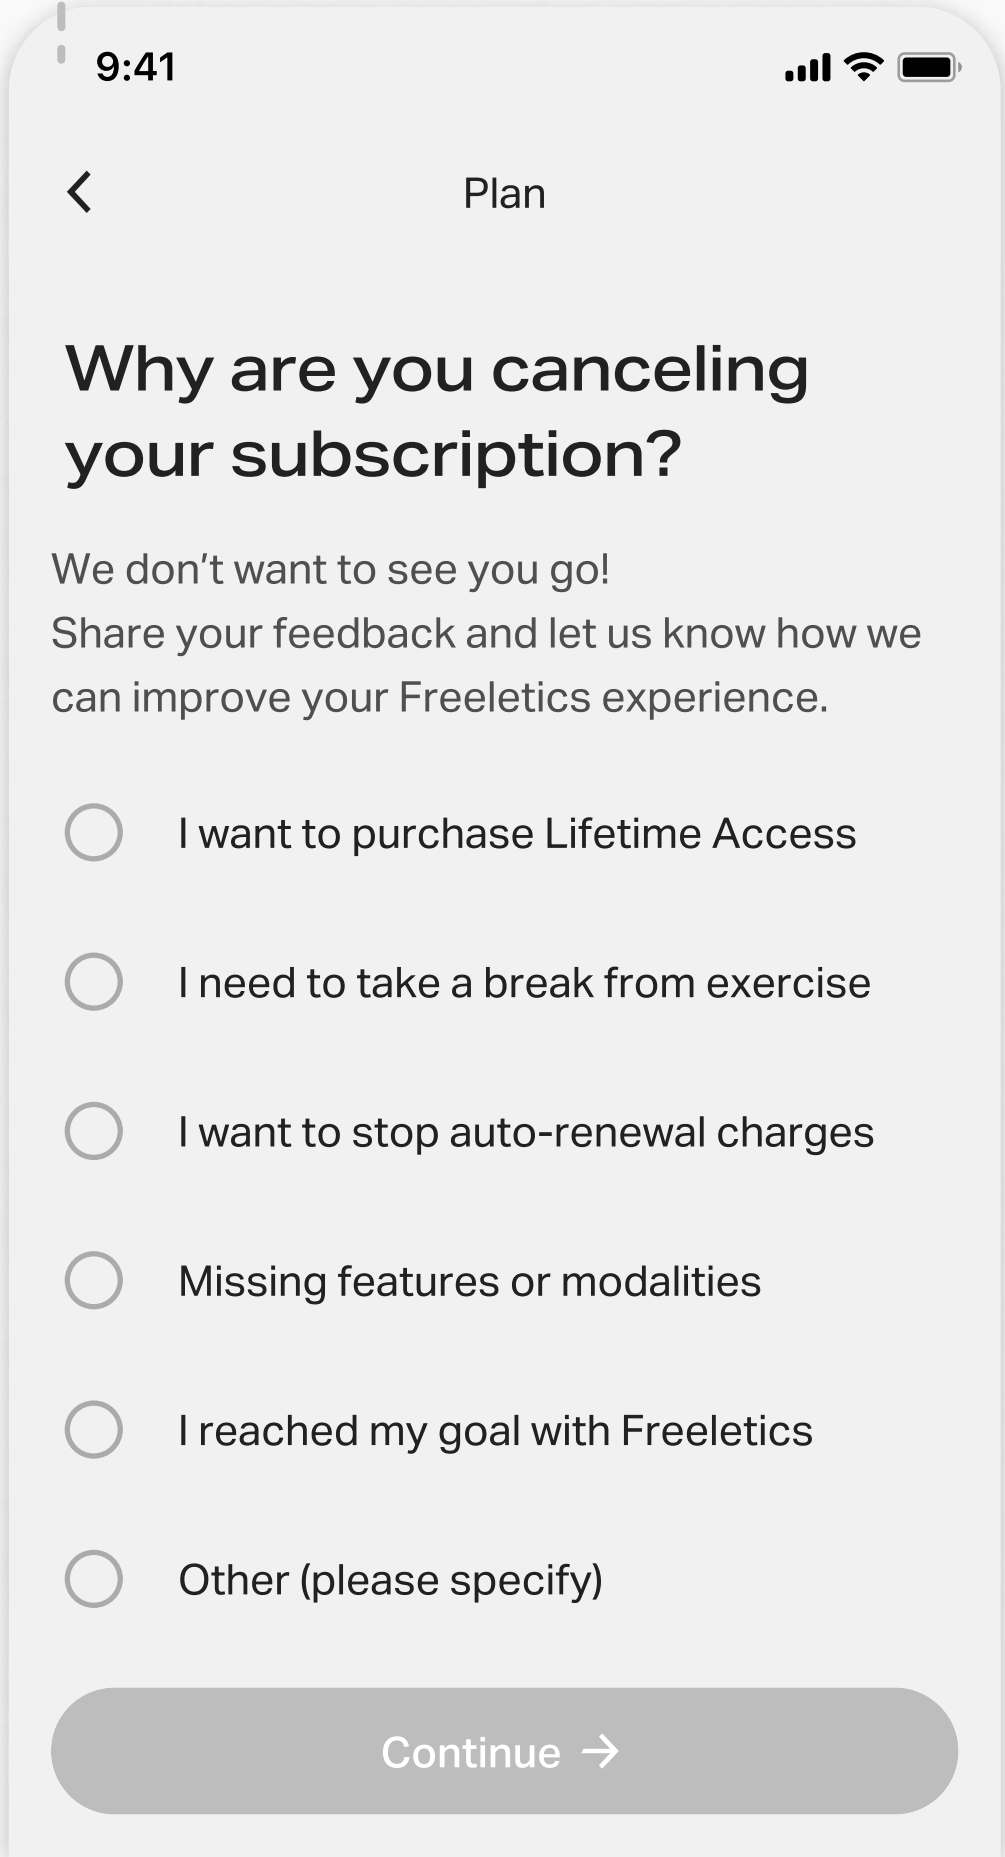 9:41
Plan
Why are you canceling
your subscription?
We don’t want to see you go!
Share your feedback and let us know how we
can improve your Freeletics experience.
I want to purchase Lifetime Access
I need to take a break from exercise
I want to stop auto-renewal charges
Missing features or modalities
I reached my goal with Freeletics
Other (please specify)
Continue →